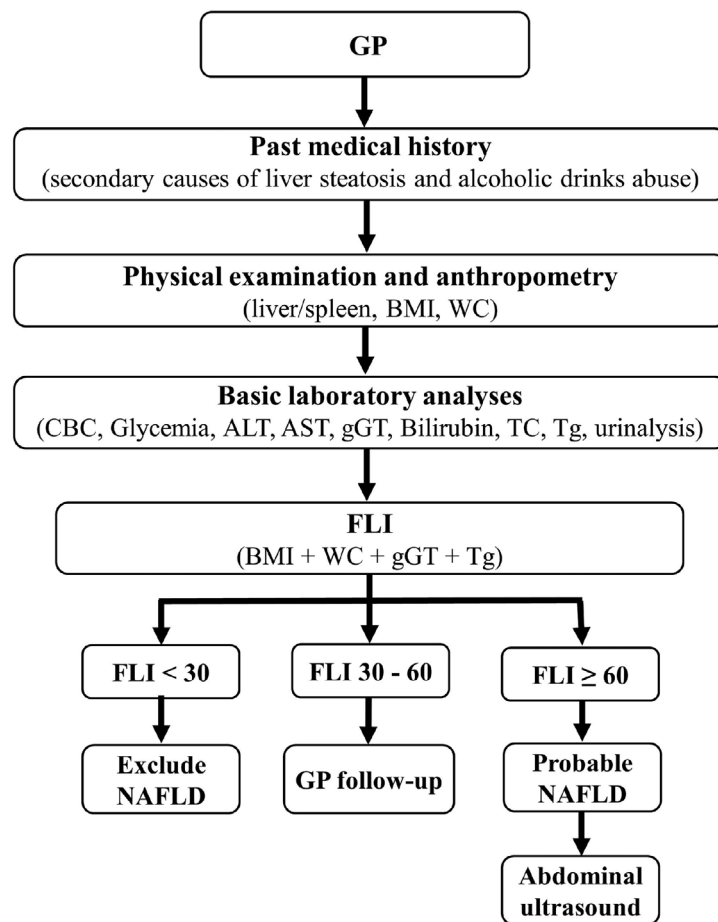 GP
Past medical history
(secondary causes of liver steatosis and alcoholic drinks abuse)
Physical examination and anthropometry
(liver/spleen, BMI, WC)
Basic laboratory analyses
(CBC, Glycemia, ALT, AST, gGT, Bilirubin, TC, Tg, urinalysis)
FLI
(BMI + WC + gGT + Tg)
FLI < 30
FLI 30 - 60
FLI ≥ 60
Exclude
NAFLD
GP follow-up
Probable
NAFLD
Abdominal
ultrasound